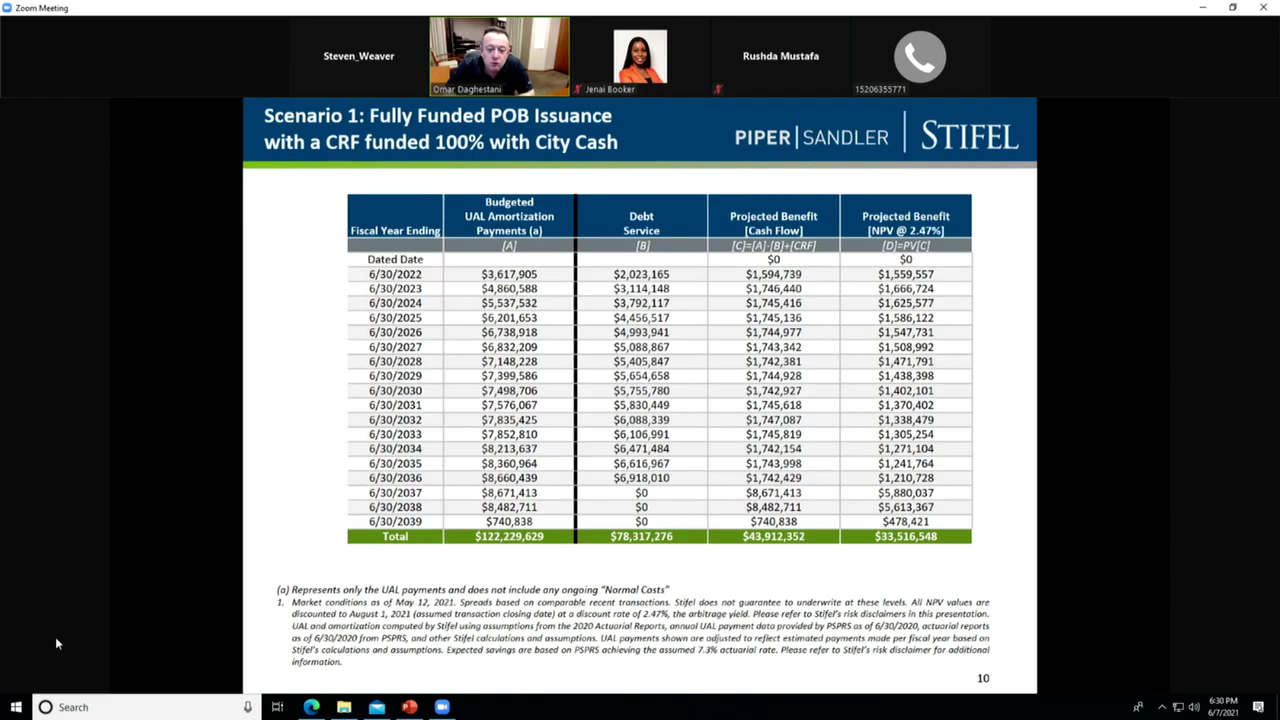 Zoom Meeting
Steven_Weaver
Omar Daghestani
Jenai Booker
Rushda Mustafa
15206355771
Scenario 1: Fully Funded POB Issuance
with a CRF funded 100% with City Cash
PIPER | SANDLER
STIFEL
Fiscal Year Ending Budgeted UAL Amortization Payments (a) Debt Service Projected Benefit [Cash Flow] Projected Benefit [NPV @ 2.47%]
[A] [B] [C]=[A]-[B]+[CRF] [D]=PV[C]
Dated Date $0 $0
6/30/2022 $3,617,905 $2,023,165 $1,594,739 $1,559,557
6/30/2023 $4,860,588 $3,114,148 $1,746,440 $1,666,724
6/30/2024 $5,537,532 $3,792,117 $1,745,416 $1,625,577
6/30/2025 $6,201,653 $4,456,517 $1,745,136 $1,586,122
6/30/2026 $6,738,918 $4,993,941 $1,744,977 $1,547,731
6/30/2027 $6,832,209 $5,088,867 $1,743,342 $1,508,992
6/30/2028 $7,148,228 $5,405,847 $1,742,381 $1,471,791
6/30/2029 $7,399,586 $5,654,658 $1,744,928 $1,438,398
6/30/2030 $7,498,706 $5,755,780 $1,742,927 $1,402,101
6/30/2031 $7,576,067 $5,830,449 $1,745,618 $1,370,402
6/30/2032 $7,835,425 $6,088,339 $1,747,087 $1,338,479
6/30/2033 $7,852,810 $6,106,991 $1,745,819 $1,305,254
6/30/2034 $8,213,637 $6,471,484 $1,742,154 $1,271,104
6/30/2035 $8,360,964 $6,616,967 $1,743,998 $1,241,764
6/30/2036 $8,660,439 $6,918,010 $1,742,429 $1,210,728
6/30/2037 $8,671,413 $0 $8,671,413 $5,880,037
6/30/2038 $8,482,711 $0 $8,482,711 $5,613,367
6/30/2039 $740,838 $0 $740,838 $478,421
Total $122,229,629 $78,317,276 $43,912,352 $33,516,548
(a) Represents only the UAL payments and does not include any ongoing “Normal Costs”
1. Market conditions as of May 12, 2021. Spreads based on comparable recent transactions. Stifel does not guarantee to underwrite at these levels. All NPV values are
discounted to August 1, 2021 (assumed transaction closing date) at a discount rate of 2.47%, the arbitrage yield. Please refer to Stifel’s risk disclaimers in this presentation.
UAL and amortization computed by Stifel using assumptions from the 2020 Actuarial Reports, annual UAL payment data provided by PSPRS as of 6/30/2020, actuarial reports
as of 6/30/2020 from PSPRS, and other Stifel calculations and assumptions. UAL payments shown are adjusted to reflect estimated payments made per fiscal year based on
Stifel’s calculations and assumptions. Expected savings are based on PSPRS achieving the assumed 7.3% actuarial rate. Please refer to Stifel’s risk disclaimer for additional
information.
10
Search
6:30 PM
6/7/2021